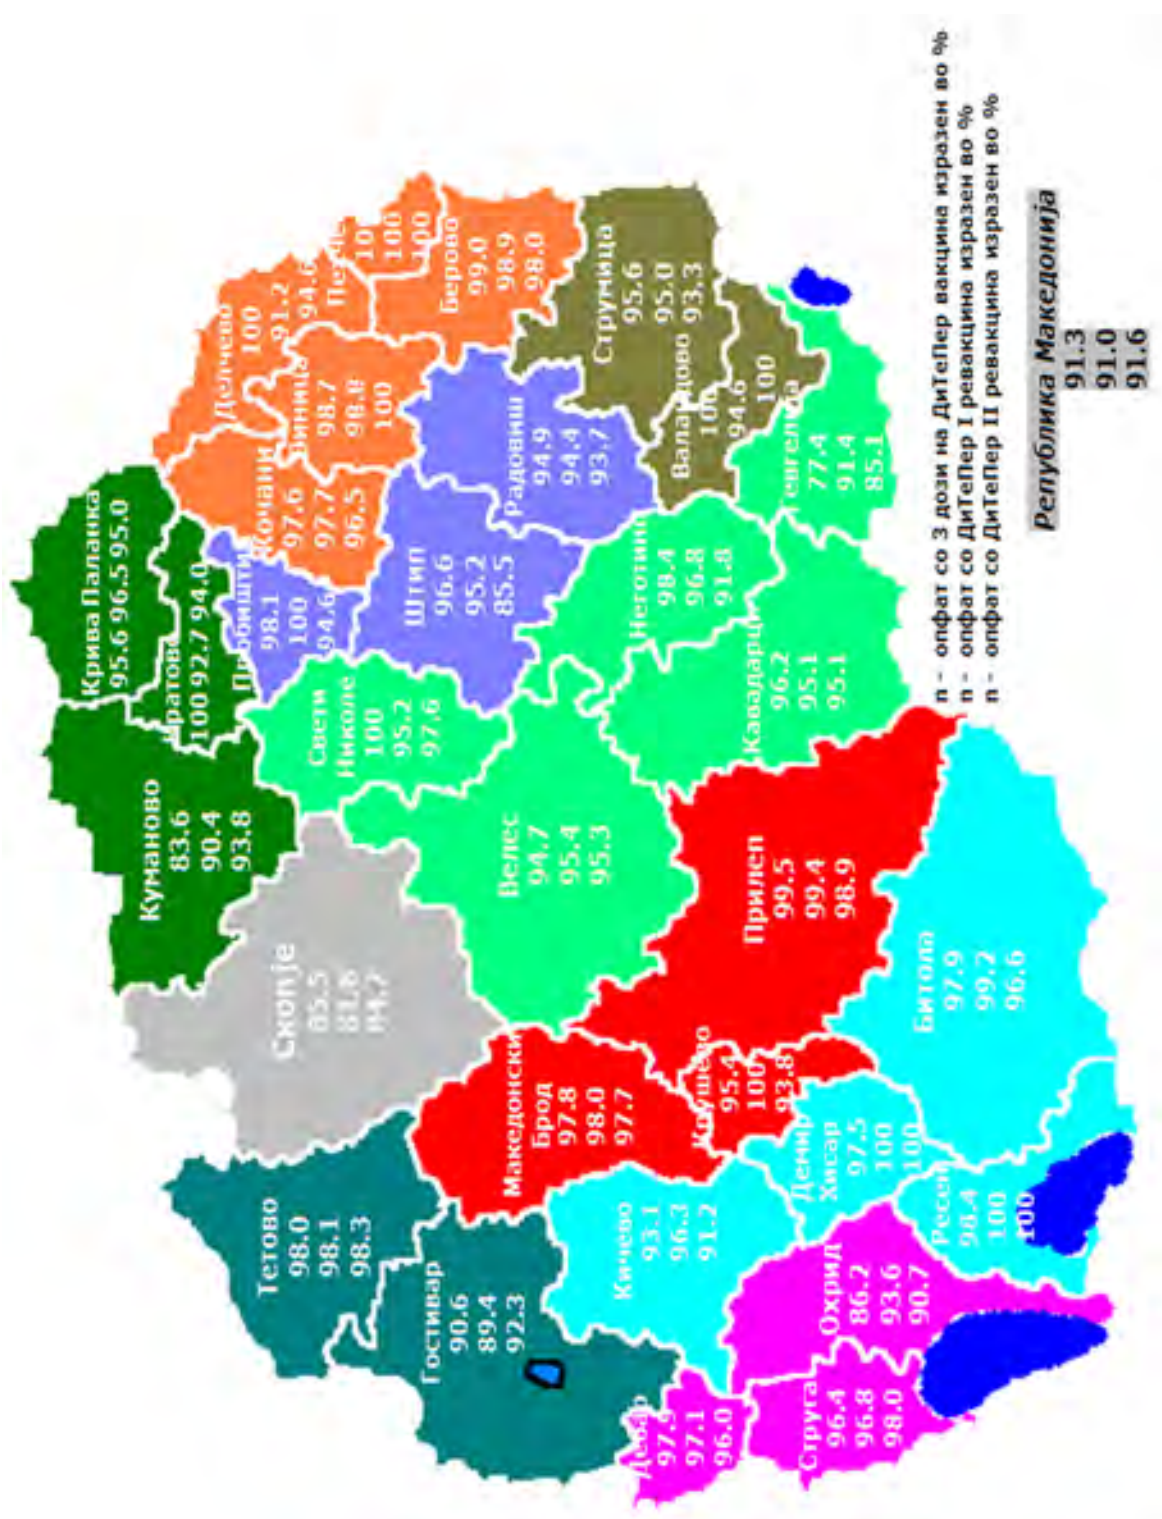 Крива Паланка
95.6 96.5 95.0
Куманово
83.6
90.4
93.8
100 92.7 94.0
Делчево
100
91.2
94.6
100
100
Берово
99.0
98.9
98.0
Виница
98.7
98.8
100
Кочани
97.6
97.7
96.5
98.1
100
94.6
Свети
Николе
100
95.2
97.6
Скопје
85.5
Тетово
98.0
98.1
98.3
Гостивар
90.6
89.4
92.3
Штип
96.6
95.2
85.5
Радовиш
94.9
94.4
93.7
Струмица
95.6
95.0
93.3
Валандово
100
94.6
100
Велес
94.7
95.4
95.3
Македонски
Брод
97.8
98.0
97.7
Кичево
93.1
96.3
91.2
Дебар
97.9
97.1
96.0
Неготино
98.4
96.8
91.8
Гевгелија
77.4
91.4
85.1
Кавадарци
96.2
95.1
95.1
Прилеп
99.5
99.4
98.9
Крушево
95.4
100
93.8
Демир
Хисар
97.5
100
100
Струга
96.4
96.8
98.0
Охрид
86.2
93.6
90.7
Ресен
98.4
100
100
Битола
97.9
99.2
96.6
n - опфат со 3 дози на ДиТеПер вакцина изразен во %
n - опфат со ДиТеПер I ревакцина изразен во %
n - опфат со ДиТеПер II ревакцина изразен во %
Република Македонија
91.3
91.0
91.6